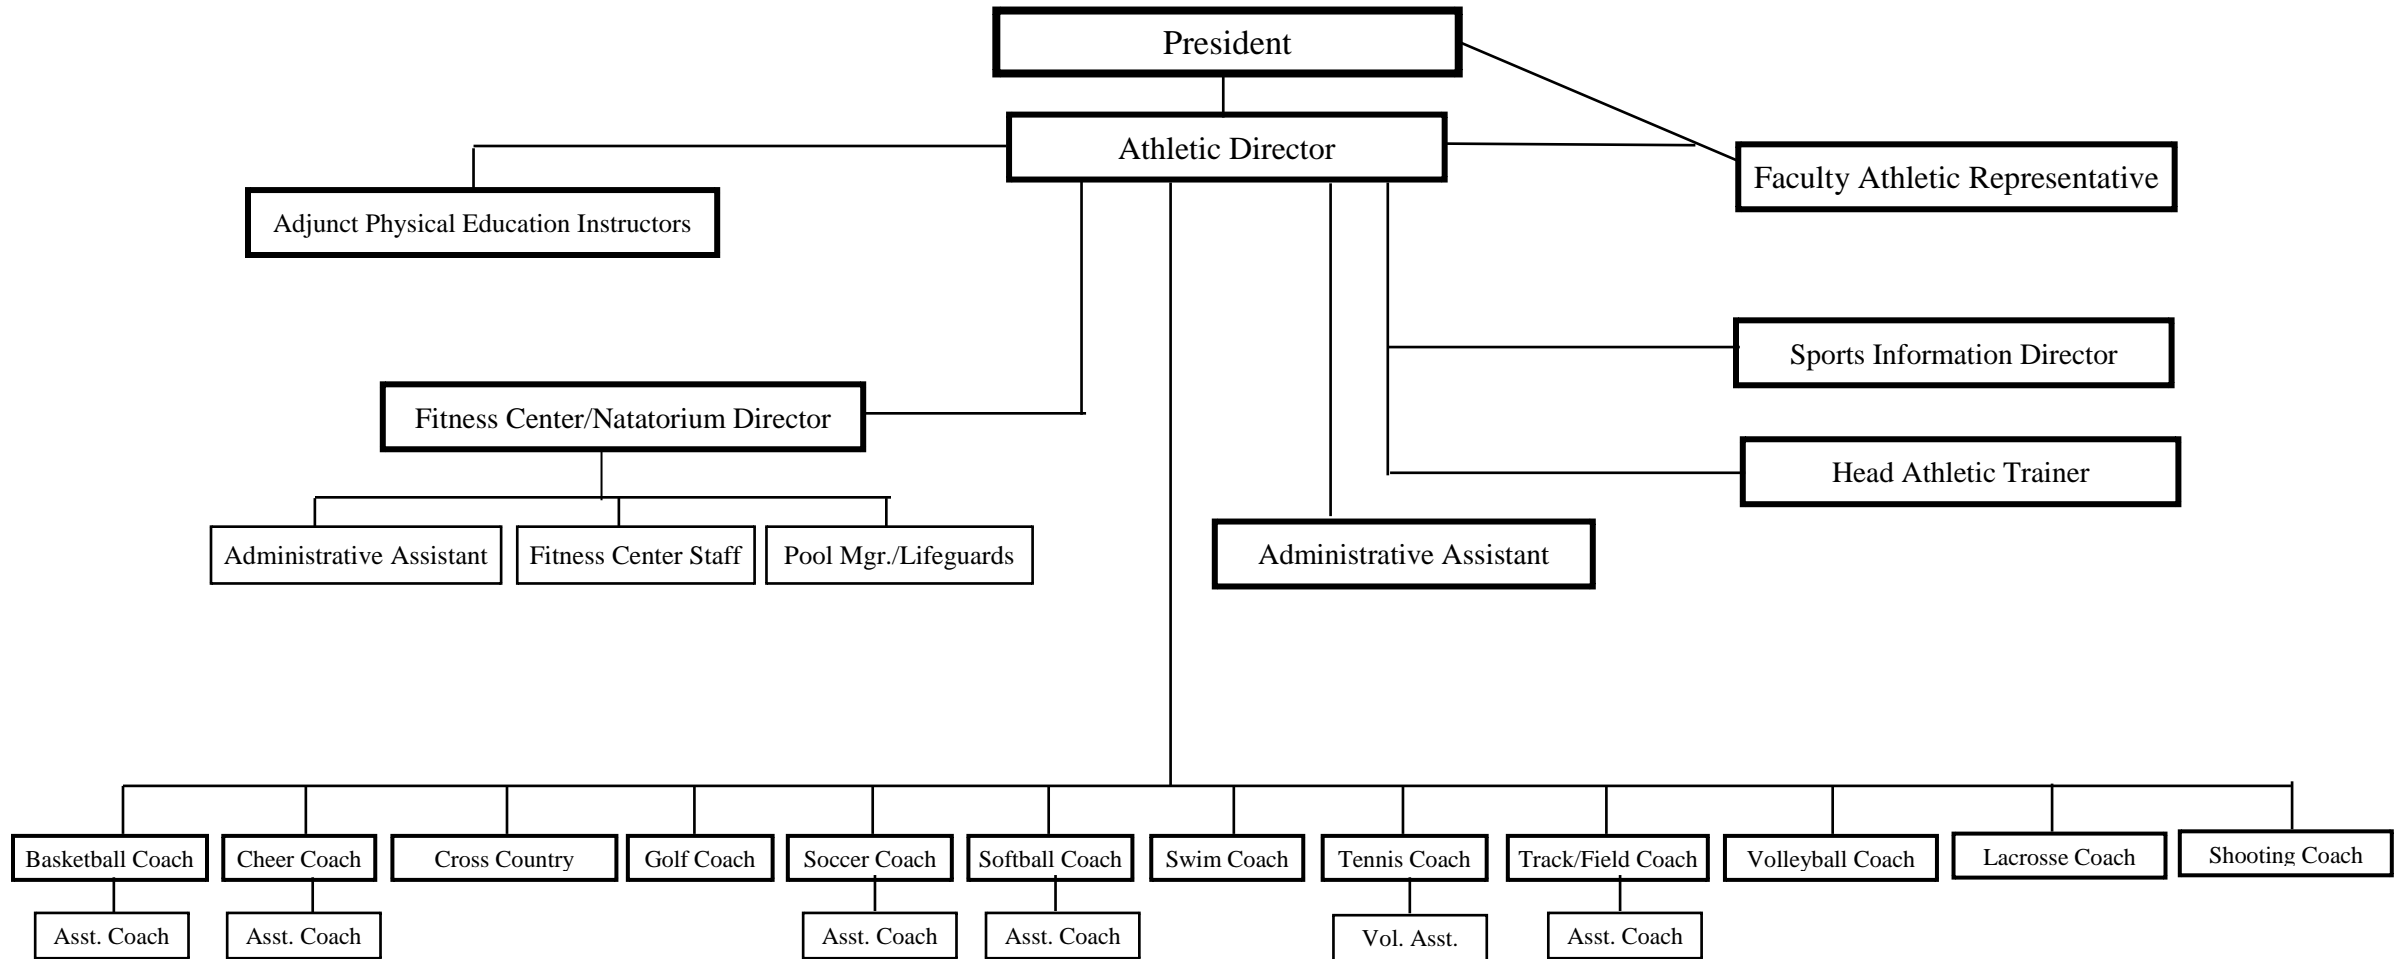 President
Athletic Director
Faculty Athletic Representative
Adjunct Physical Education Instructors
Sports Information Director
Fitness Center/Natatorium Director
Head Athletic Trainer
Administrative Assistant
Fitness Center Staff
Pool Mgr./Lifeguards
Administrative Assistant
Basketball Coach
Cheer Coach
Cross Country
Golf Coach
Soccer Coach
Softball Coach
Swim Coach
Tennis Coach
Track/Field Coach
Volleyball Coach
Lacrosse Coach
Shooting Coach
Asst. Coach
Asst. Coach
Asst. Coach
Asst. Coach
Vol. Asst.
Asst. Coach